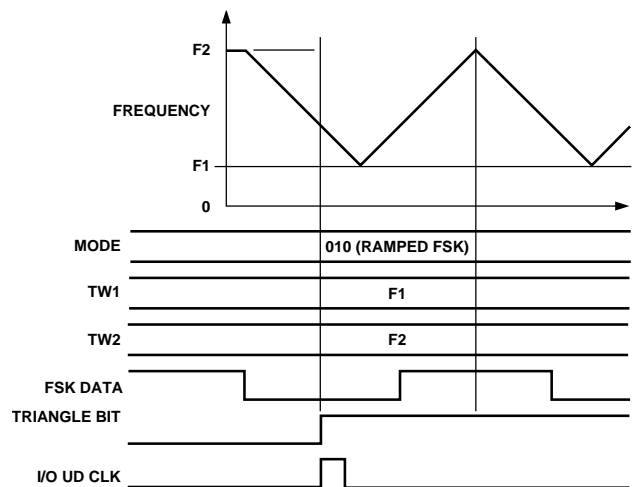 F2
FREQUENCY
F1
0
MODE
010 (RAMPED FSK)
TW1
F1
TW2
F2
FSK DATA
TRIANGLE BIT
I/O UD CLK